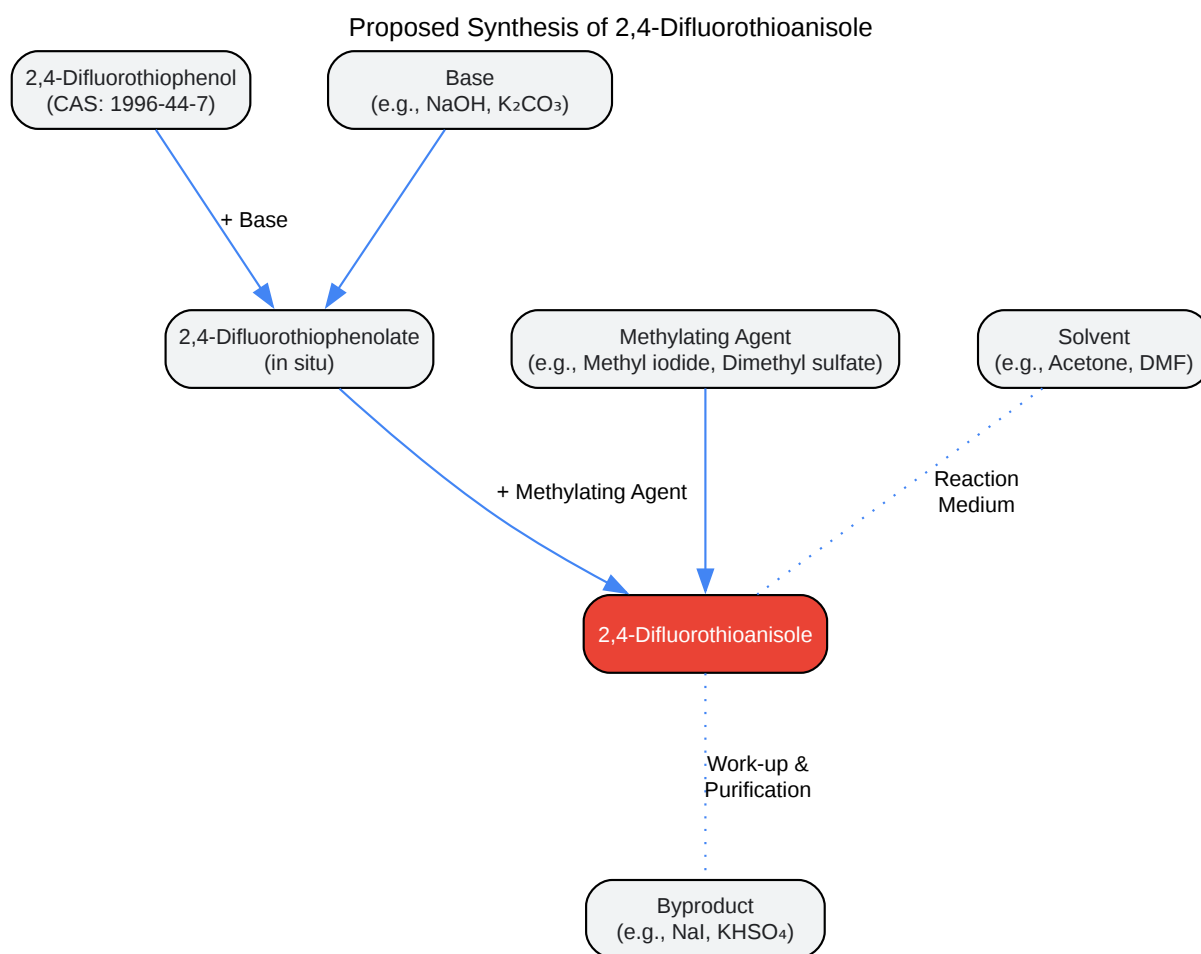 Proposed Synthesis of 2,4-Difluorothioanisole
2,4-Difluorothiophenol
(CAS: 1996-44-7)
Base
(e.g., NaOH, K₂CO₃)
+ Base
2,4-Difluorothiophenolate
(in situ)
Methylating Agent
(e.g., Methyl iodide, Dimethyl sulfate)
Solvent
(e.g., Acetone, DMF)
+ Methylating Agent
Reaction
Medium
2,4-Difluorothioanisole
Work-up &
Purification
Byproduct
(e.g., NaI, KHSO₄)